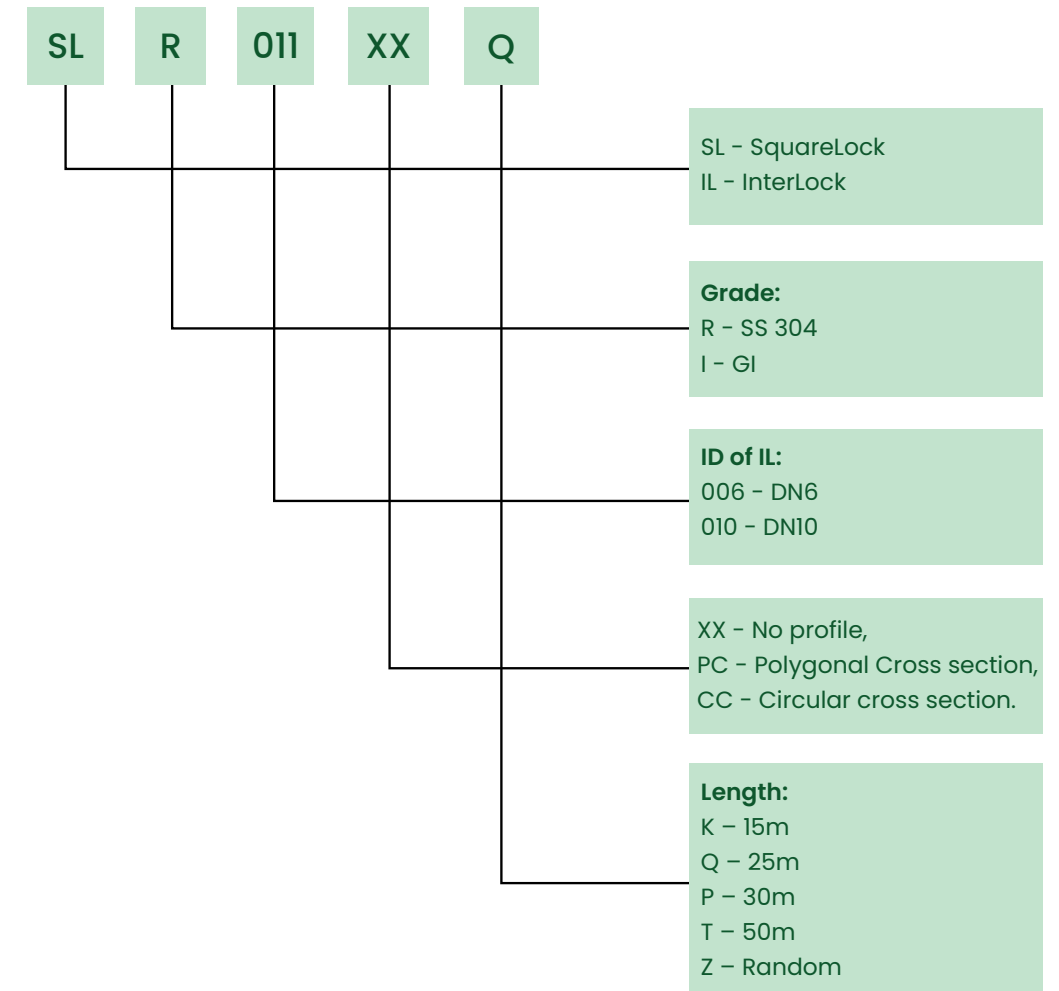 SL R 011 XX Q
SL - SquareLock
IL - InterLock
Grade:
R - SS 304
I - GI
ID of IL:
006 - DN6
010 - DN10
XX - No profile,
PC - Polygonal Cross section,
CC - Circular cross section.
Length:
K – 15m
Q – 25m
P – 30m
T – 50m
Z – Random